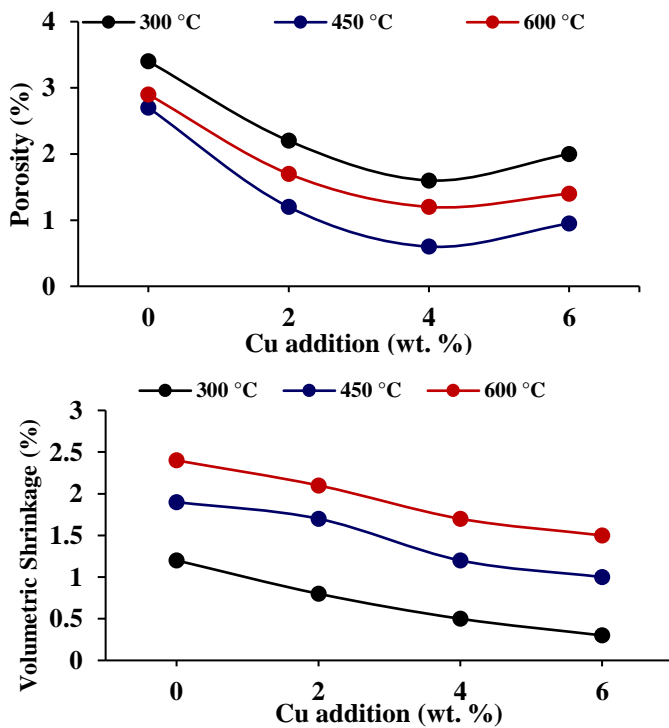 300 °C 450 °C 600 °C
Porosity (%)
4
3
2
1
0
0 2 4 6
Cu addition (wt. %)
300 °C 450 °C 600 °C
Volumetric Shrinkage (%)
3
2.5
2
1.5
1
0.5
0
0 2 4 6
Cu addition (wt. %)